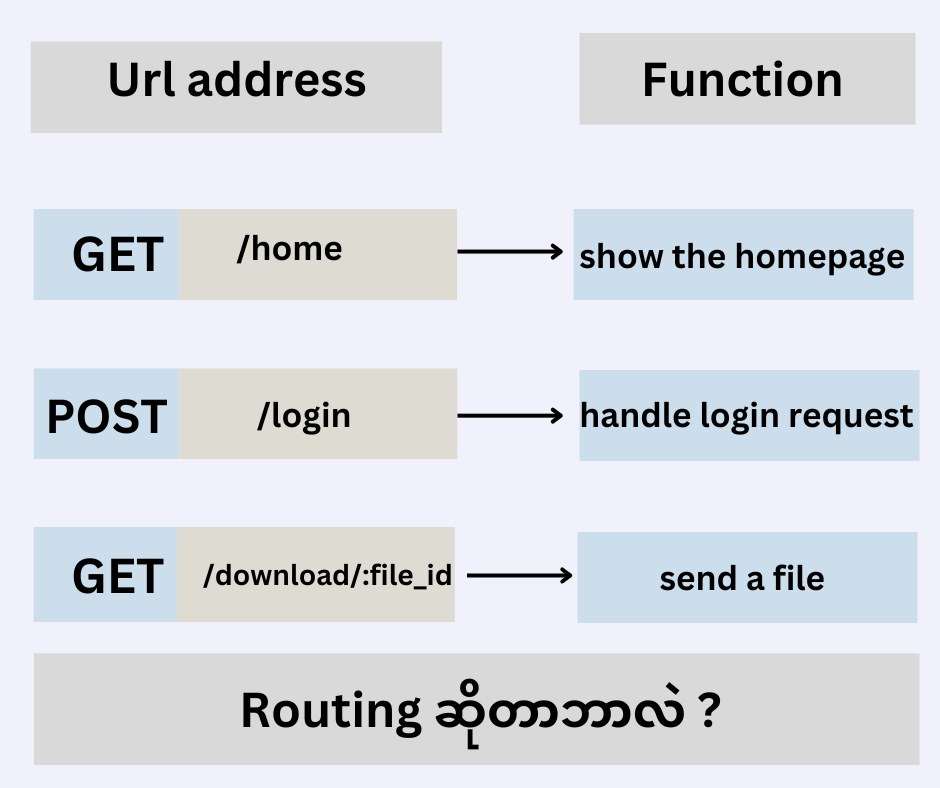 Url address
Function
GET
/home
show the homepage
POST
/login
handle login request
GET
/download/:file_id
send a file
Routing ဆိုတာဘာလဲ ?